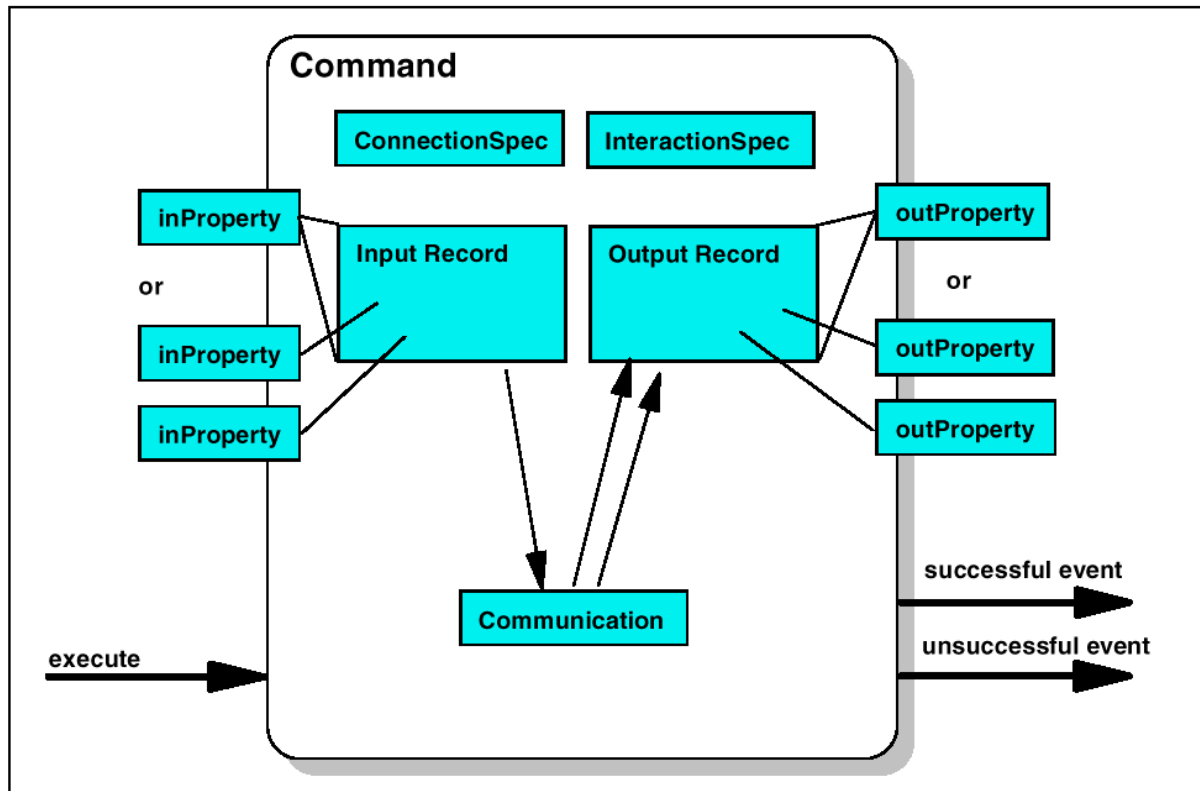 Command
ConnectionSpec
InteractionSpec
inProperty
outProperty
Input Record
Output Record
or
or
inProperty
outProperty
inProperty
outProperty
successful event
Communication
unsuccessful event
execute